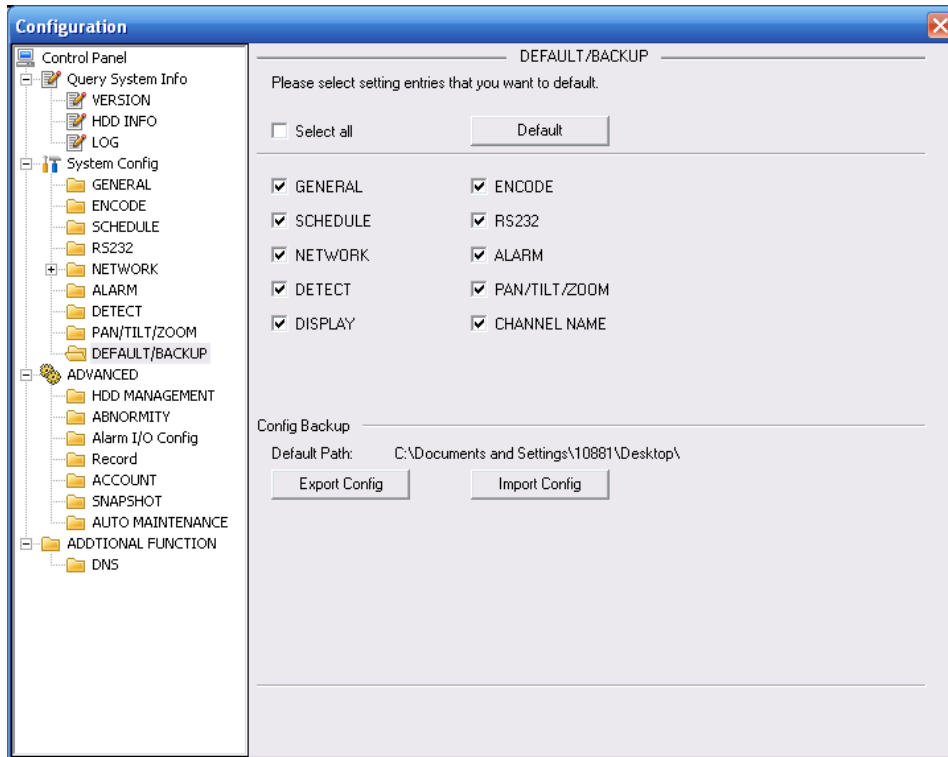 Configuration
Control Panel
Query System Info
VERSION
HDD INFO
LOG
System Config
GENERAL
ENCODE
SCHEDULE
RS232
NETWORK
ALARM
DETECT
PAN/TILT/ZOOM
DEFAULT/BACKUP
ADVANCED
HDD MANAGEMENT
ABNORMITY
Alarm I/O Config
Record
ACCOUNT
SNAPSHOT
AUTO MAINTENANCE
ADDTIONAL FUNCTION
DNS
DEFAULT/BACKUP
Please select setting entries that you want to default.
Select all Default
GENERAL ENCODE
SCHEDULE RS232
NETWORK ALARM
DETECT PAN/TILT/ZOOM
DISPLAY CHANNEL NAME
Config Backup
Default Path: C:\Documents and Settings\10881\Desktop\
Export Config Import Config